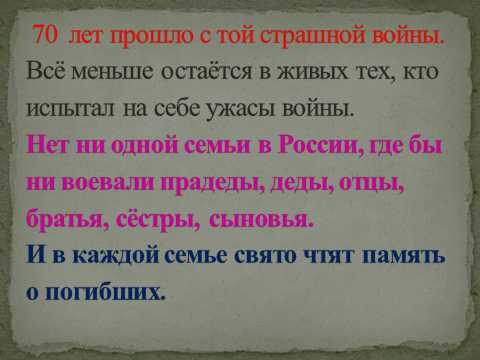 70 лет прошло с той страшной войны.
Всё меньше остаётся в живых тех, кто
испытал на себе ужасы войны.
Нет ни одной семьи в России, где бы
ни воевали прадеды, деды, отцы,
братья, сёстры, сыновья.
И в каждой семье свято чтят память
о погибших.